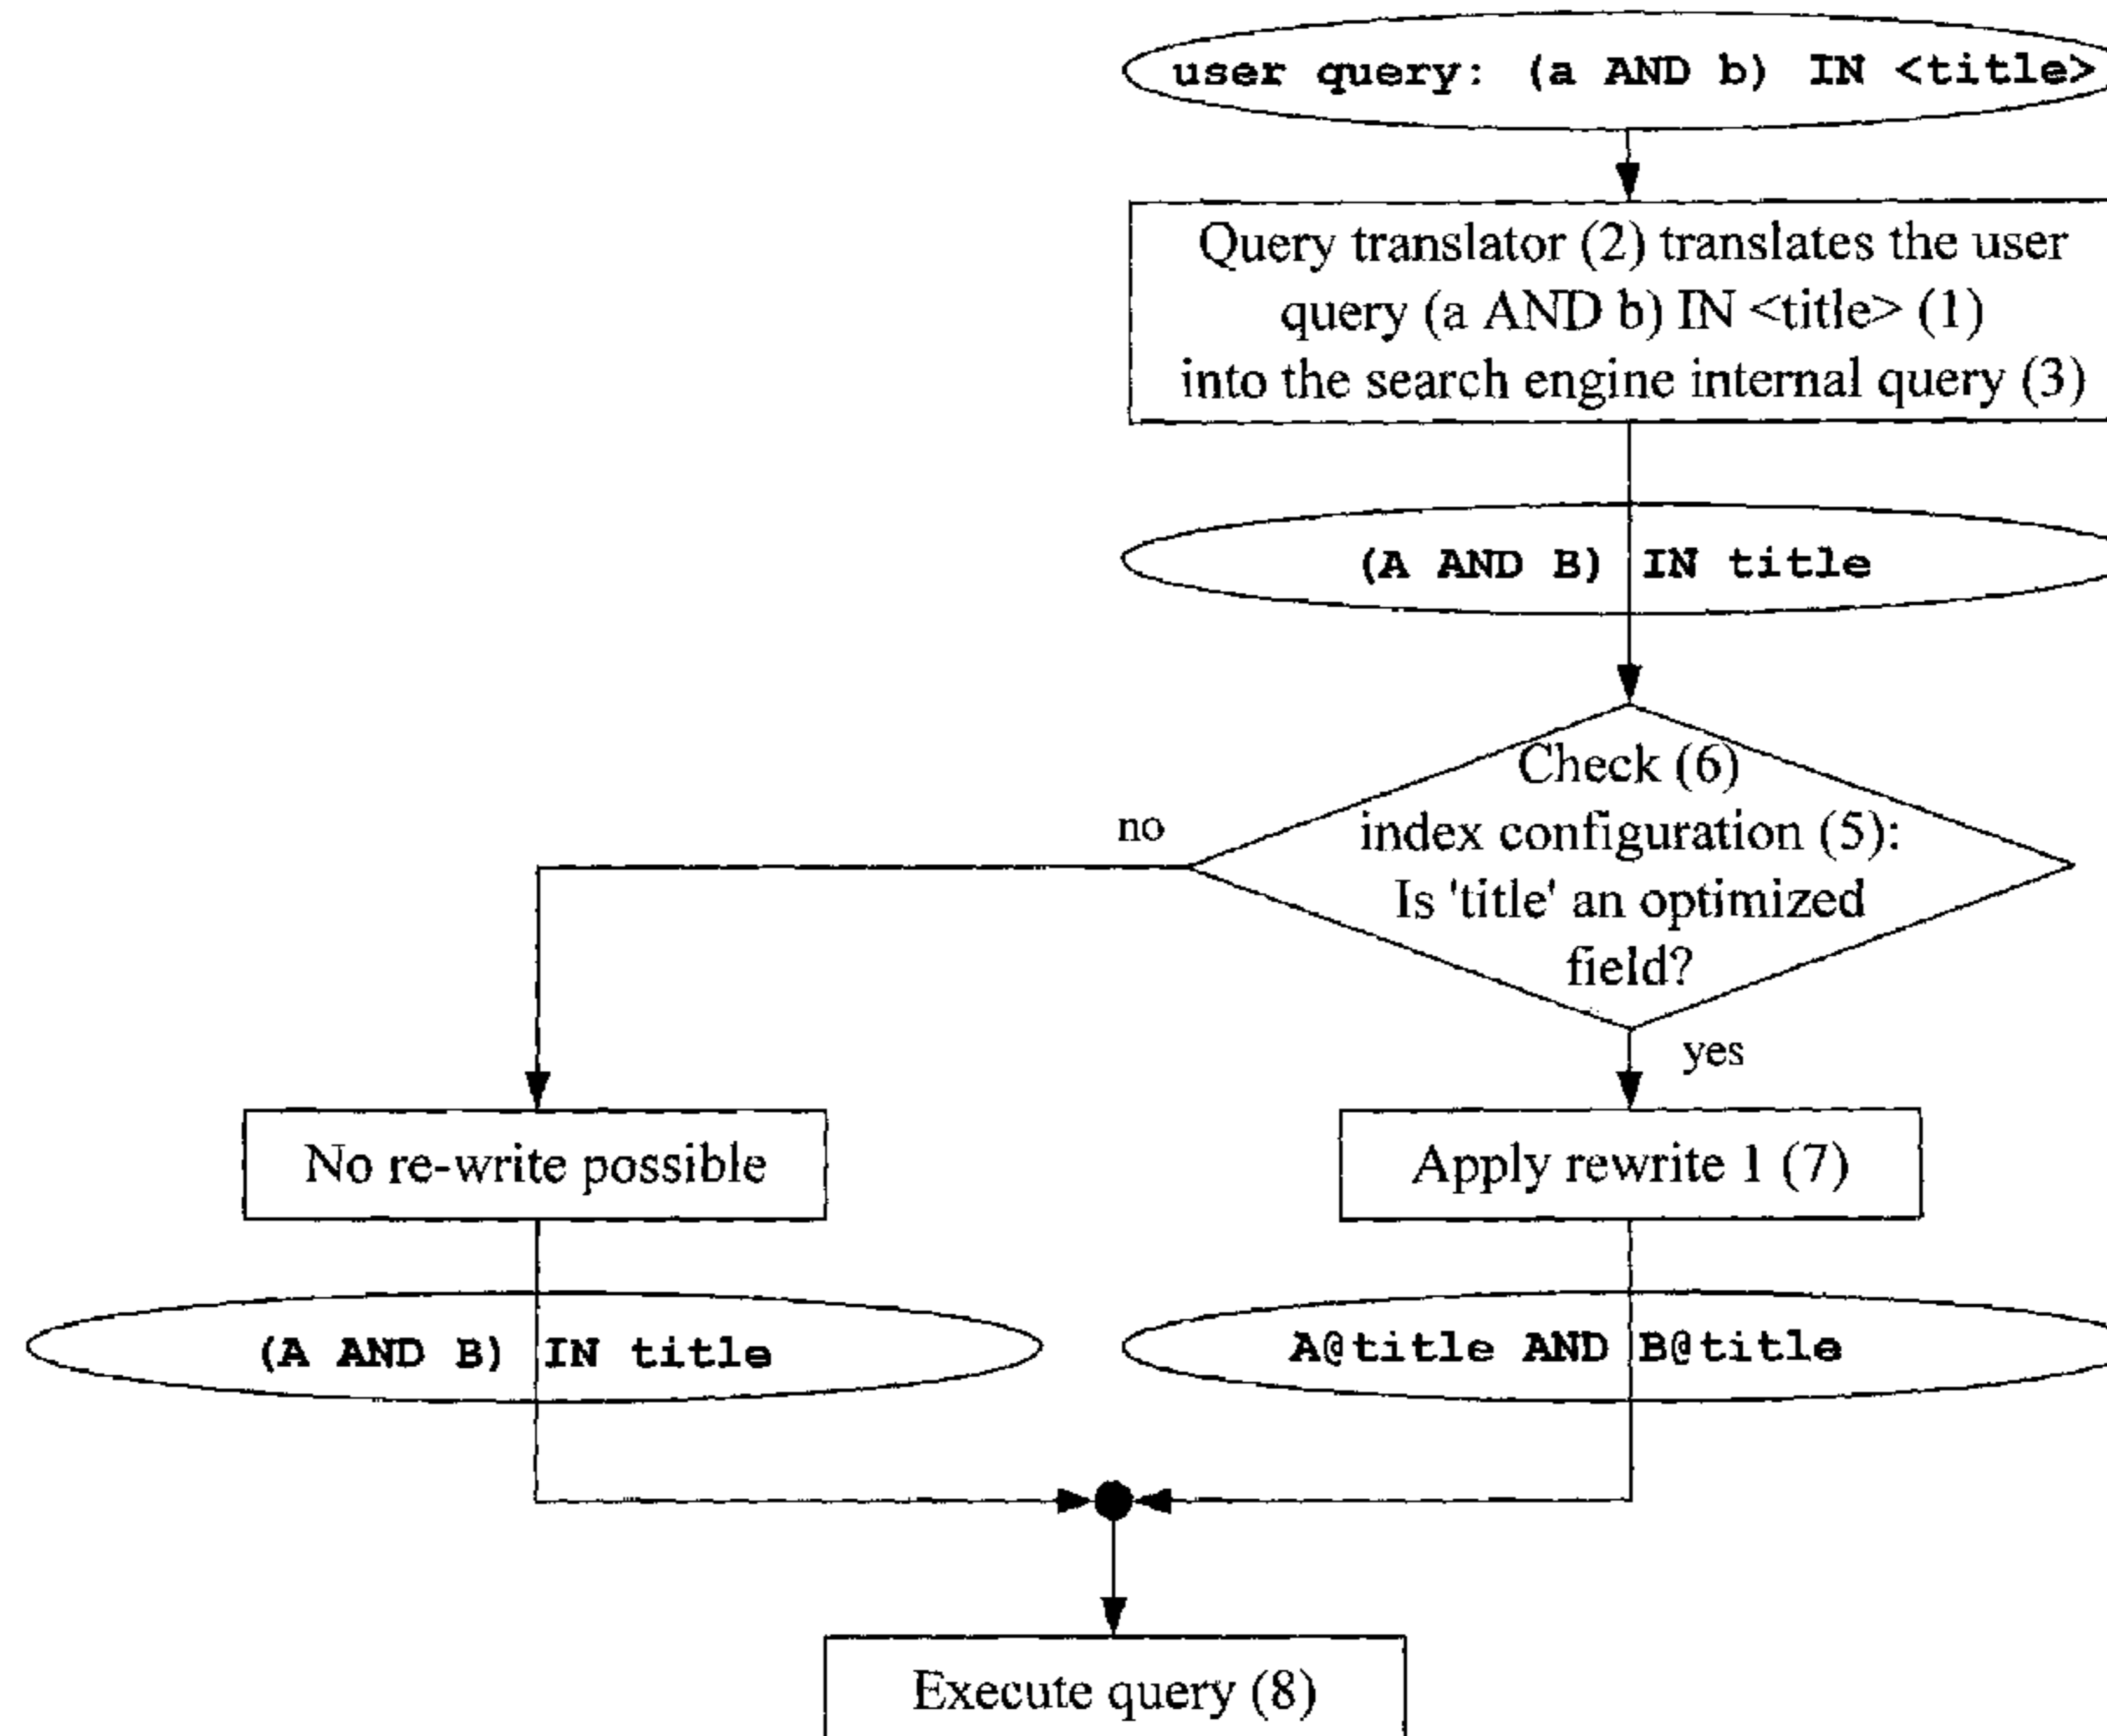 user query: (a AND b) IN <title>
Query translator (2) translates the user
query (a AND b) IN <title> (1)
into the search engine internal query (3)
(A AND B) IN title
Check (6)
index configuration (5):
Is 'title' an optimized
field?
no
yes
No re-write possible
Apply rewrite 1 (7)
(A AND B) IN title
A@title AND B@title
Execute query (8)